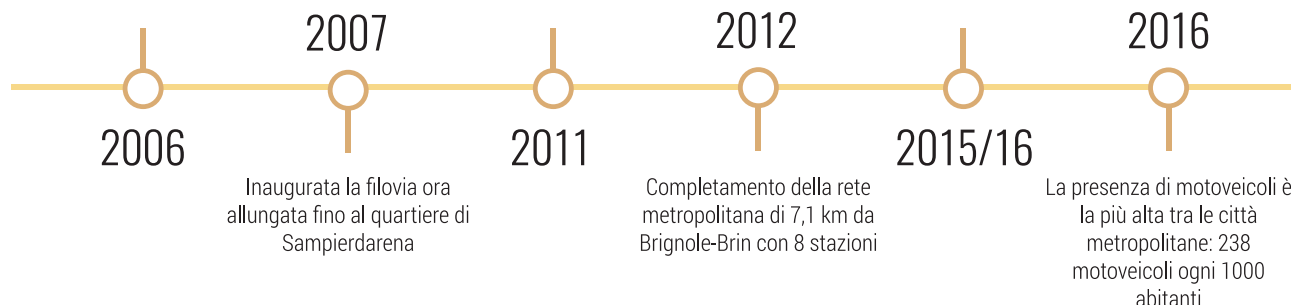 2007
2012
2016
2006
2011
2015/16
Inaugurata la filovia ora
allungata fino al quartiere di
Sampierdarena
Completamento della rete
metropolitana di 7,1 km da
Brignole-Brin con 8 stazioni
La presenza di motoveicoli è
la più alta tra le città
metropolitane: 238
motoveicoli ogni 1000
abitanti